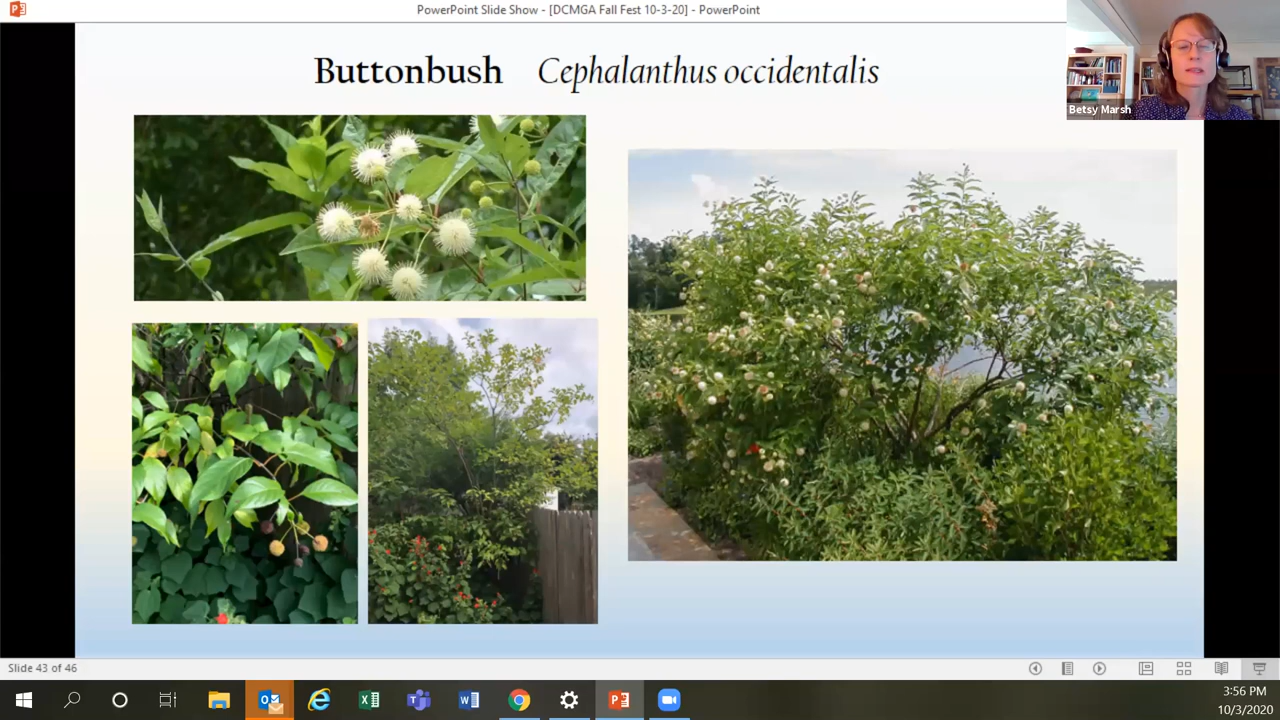 PowerPoint Slide Show - [DCMGA Fall Fest 10-3-20] - PowerPoint
Buttonbush Cephalanthus occidentalis
Betsy Marsh
Slide 43 of 46
3:56 PM
10/3/2020